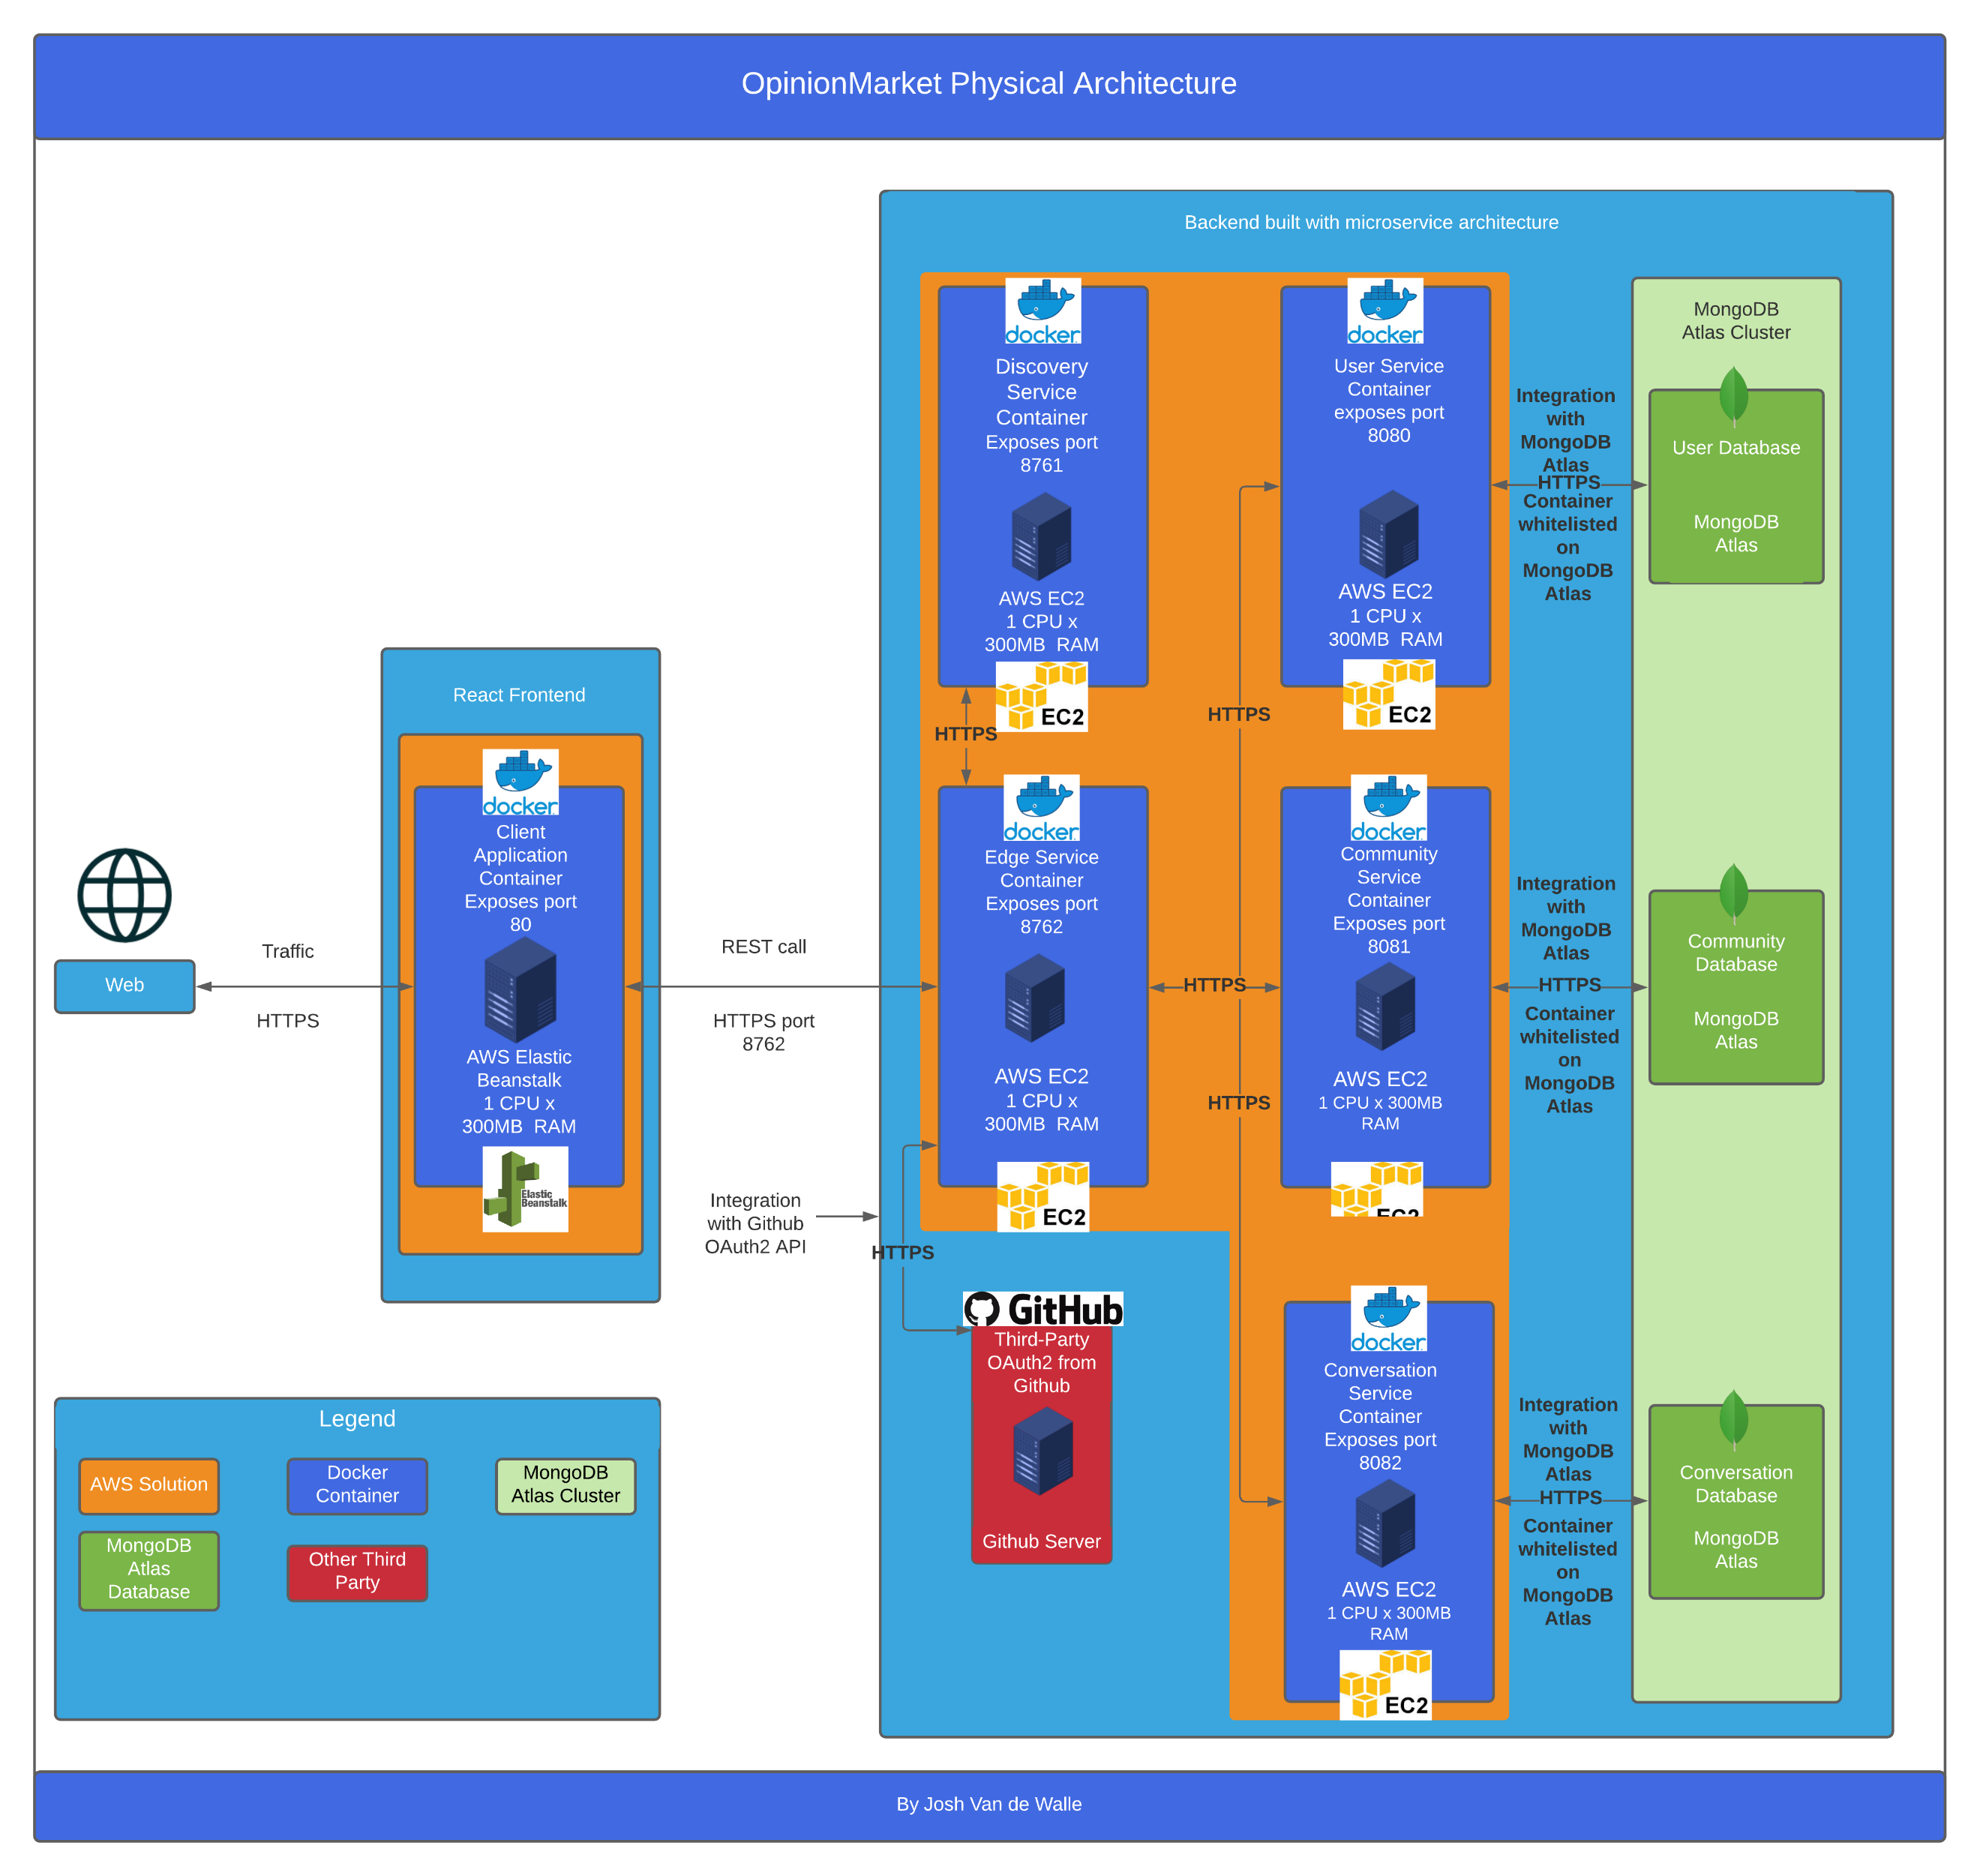 OpinionMarket Physical Architecture
Backend built with microservice architecture
docker
Discovery
Service
Container
Exposes port
8761
AWS EC2
1 CPU x
300MB  RAM
EC2
docker
User Service
Container
exposes port
8080
AWS EC2
1 CPU x
300MB  RAM
EC2
Integration
with
MongoDB
Atlas
HTTPS
Container
whitelisted
on
MongoDB
Atlas
MongoDB
Atlas Cluster
User Database
MongoDB
Atlas
HTTPS
HTTPS
React Frontend
docker
Client
Application
Container
Exposes port
80
AWS Elastic
Beanstalk
1 CPU x
300MB  RAM
Elastic
Beanstalk
Web
Traffic
HTTPS
REST call
HTTPS port
8762
docker
Edge Service
Container
Exposes port
8762
AWS EC2
1 CPU x
300MB  RAM
EC2
HTTPS
docker
Community
Service
Container
Exposes port
8081
AWS EC2
1 CPU x 300MB
RAM
EC2
Integration
with
MongoDB
Atlas
HTTPS
Container
whitelisted
on
MongoDB
Atlas
Community
Database
MongoDB
Atlas
HTTPS
Integration
with Github
OAuth2 API
HTTPS
GitHub
Third-Party
OAuth2 from
Github
Github Server
docker
Conversation
Service
Container
Exposes port
8082
AWS EC2
1 CPU x 300MB
RAM
EC2
Integration
with
MongoDB
Atlas
HTTPS
Container
whitelisted
on
MongoDB
Atlas
Conversation
Database
MongoDB
Atlas
Legend
AWS Solution
Docker
Container
MongoDB
Atlas Cluster
MongoDB
Atlas
Database
Other Third
Party
By Josh Van de Walle